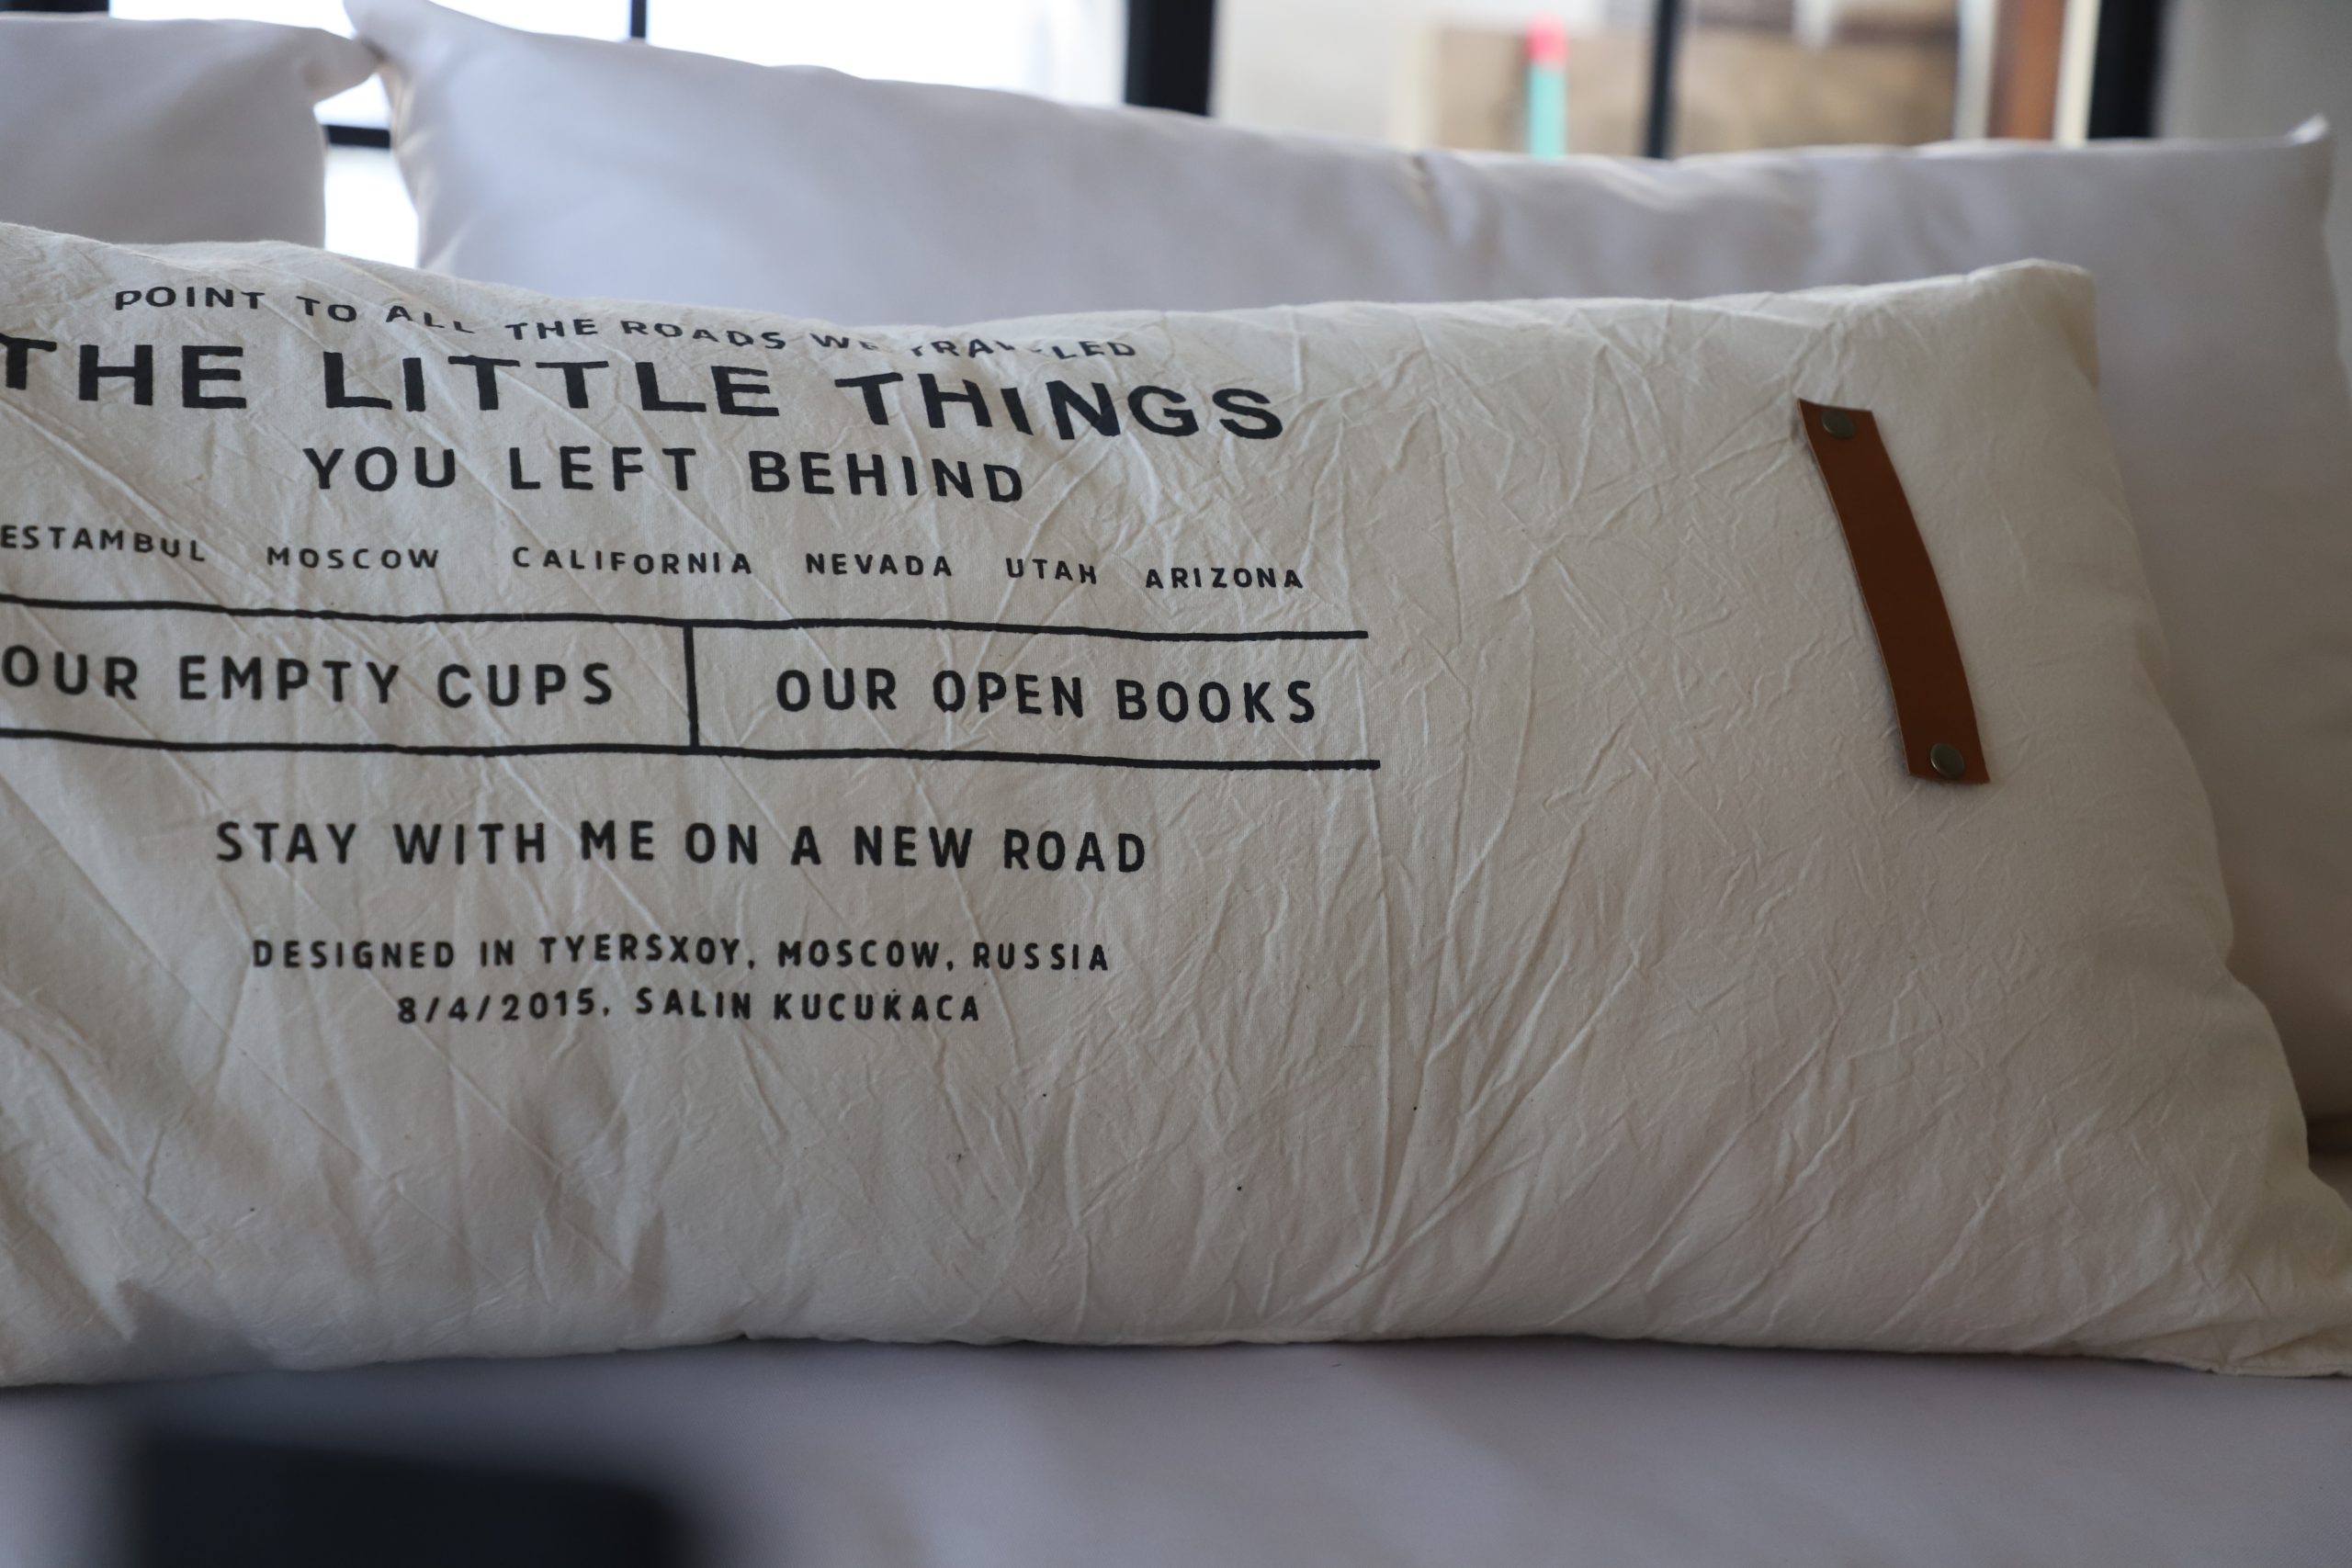 POINT TO ALL THE ROADS WE TRAVELED
THE LITTLE THINGS
YOU LEFT BEHIND
ESTAMBUL MOSCOW CALIFORNIA NEVADA UTAH ARIZONA
OUR EMPTY CUPS OUR OPEN BOOKS
STAY WITH ME ON A NEW ROAD
DESIGNED IN TYERSXOY, MOSCOW, RUSSIA
8/4/2015, SALIN KUCUKACA